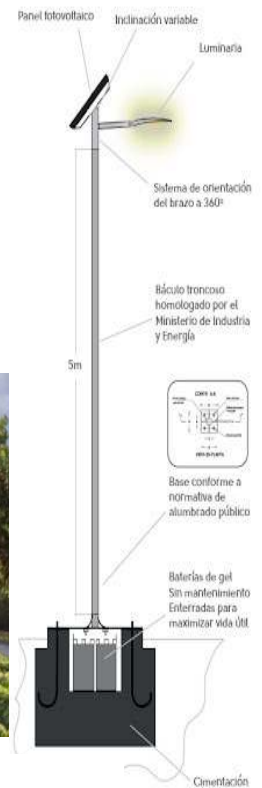 Panel fotovoltaico
Inclinación variable
Luminaria
Sistema de orientación
del brazo a 360º
Báculo troncoso
homologado por el
Ministerio de Industria
y Energía
5m
Base conforme a
normativa de
alumbrado público
Baterías de gel
Sin mantenimiento
Enterradas para
maximizar vida útil
Cimentación